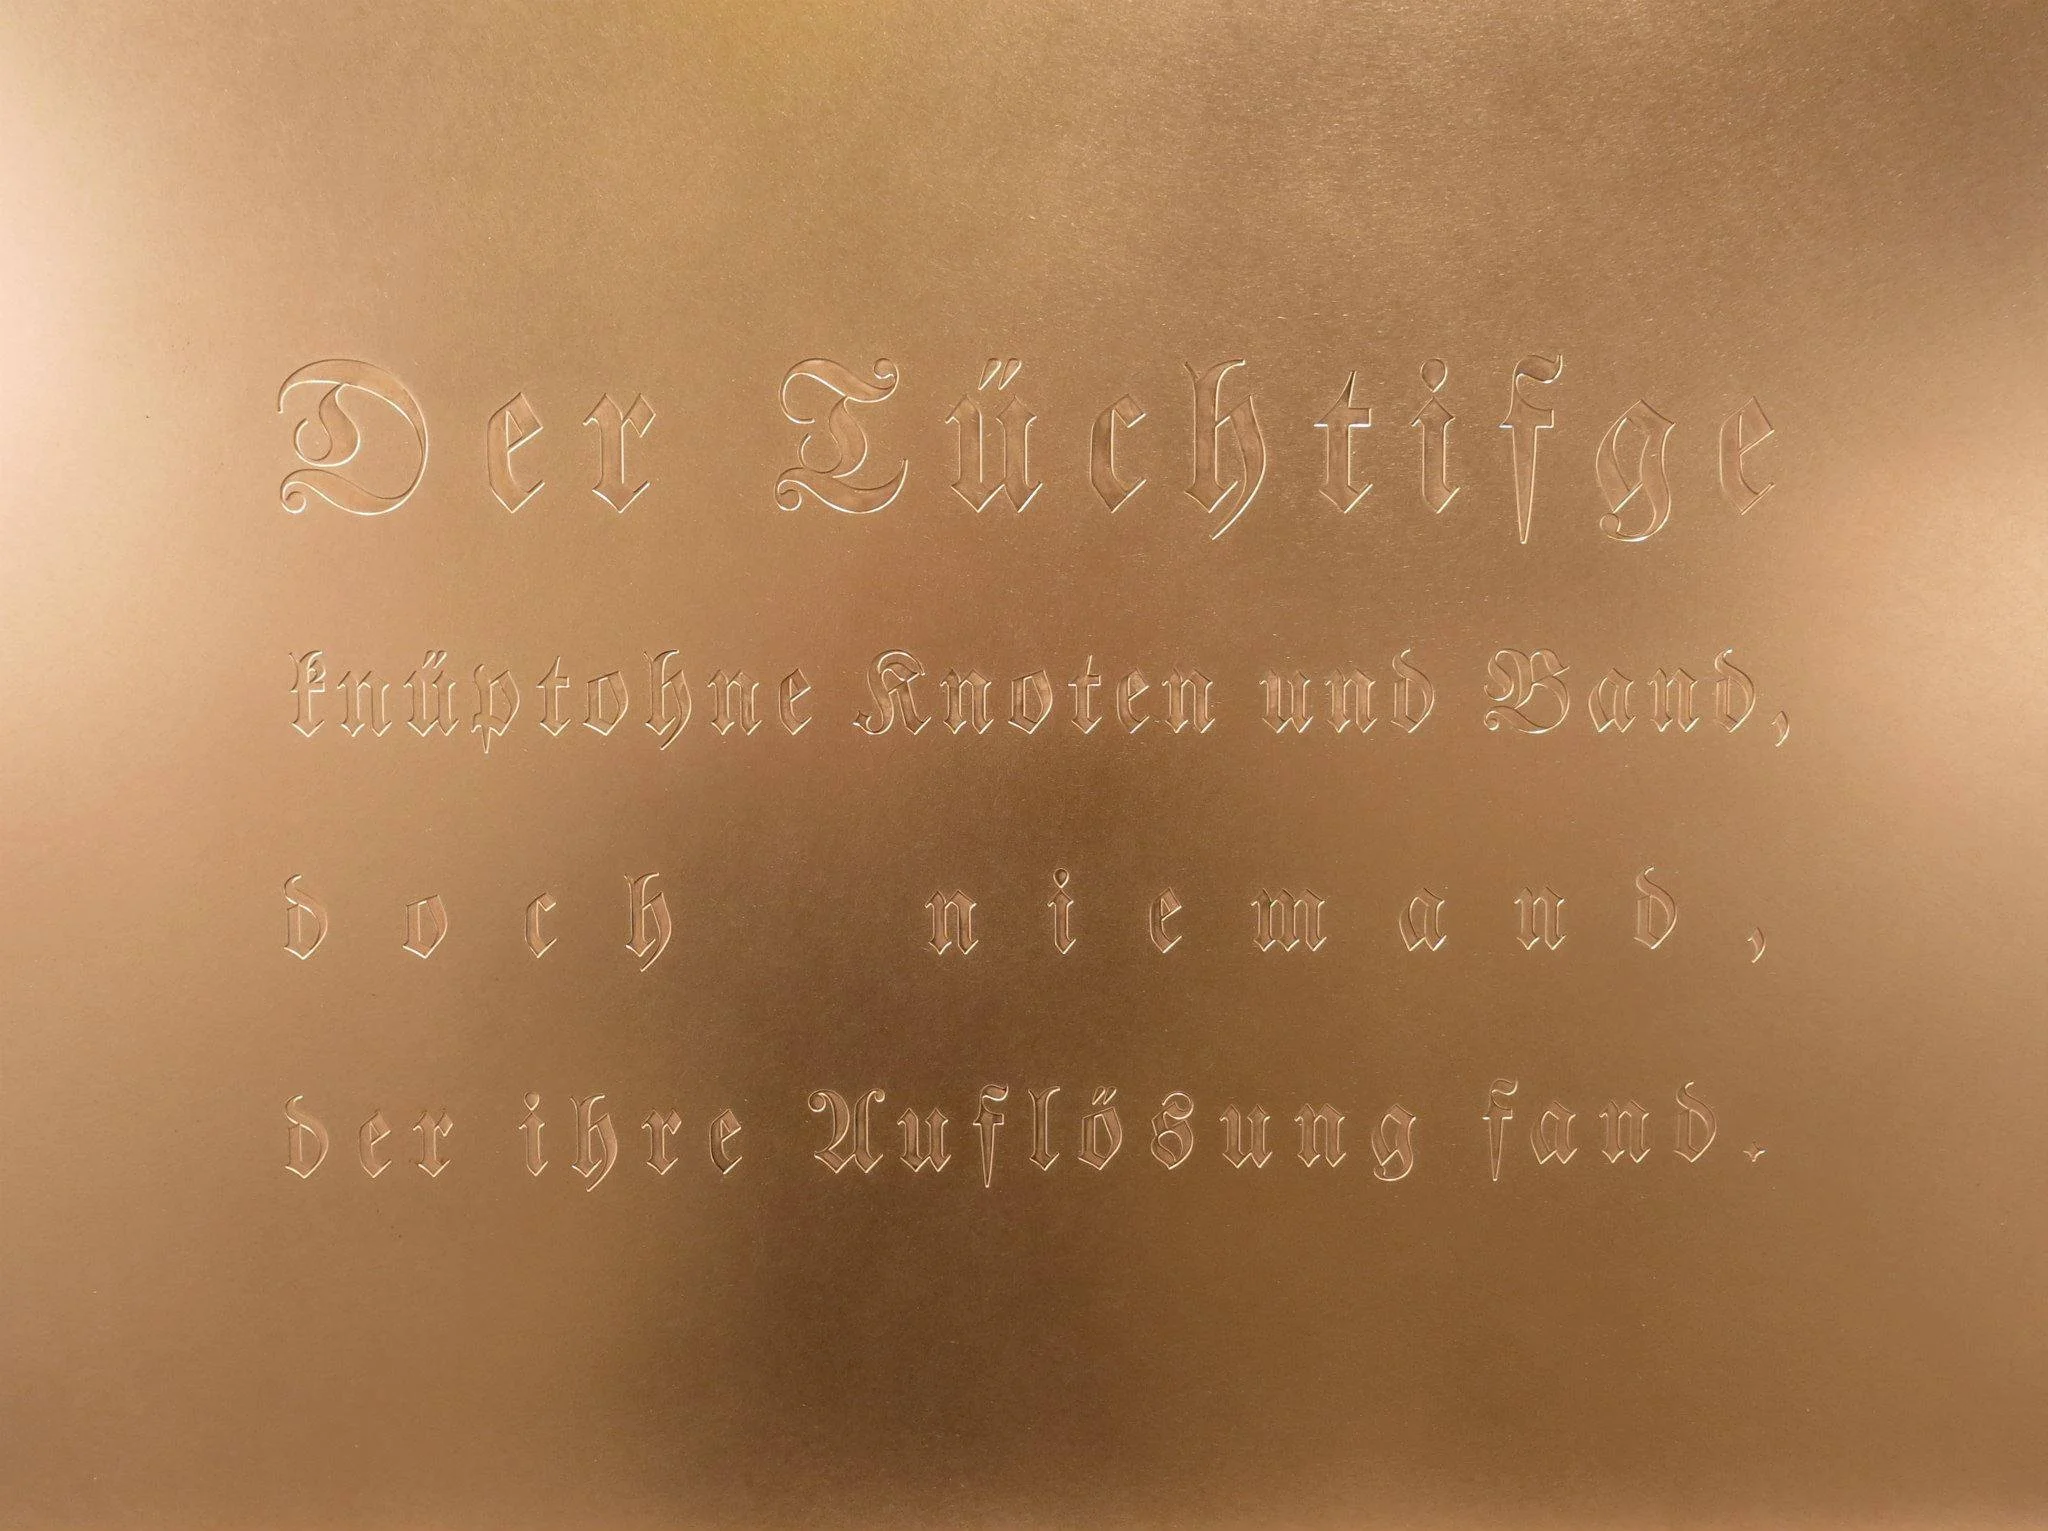 Der Tüchtifge
knüptohne Knoten und Band,
doch niemand,
der ihre Auflösung fand.